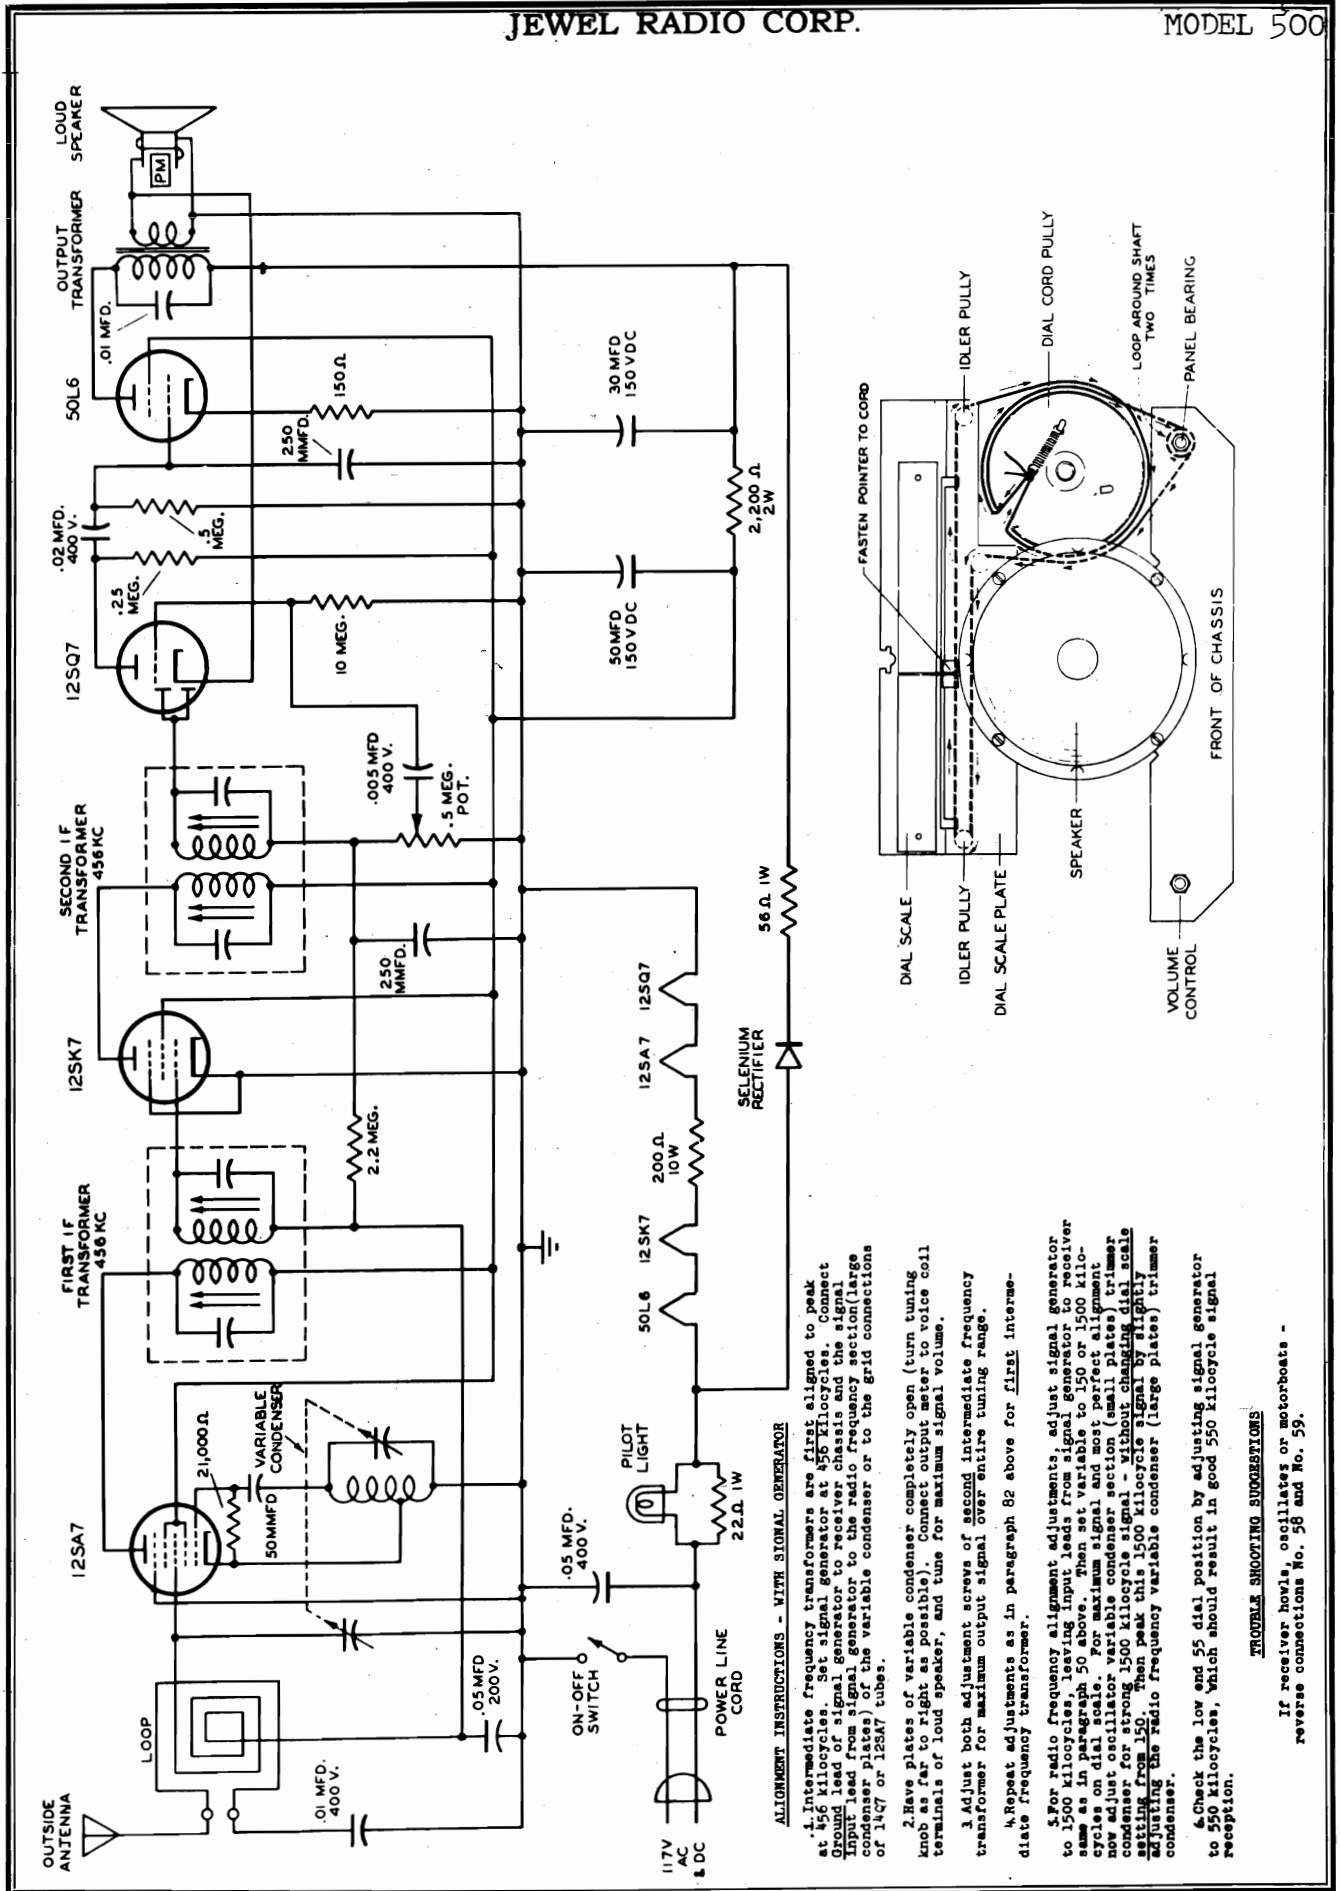 JEWEL RADIO CORP.
MODEL 500
OUTSIDE
ANTENNA
LOOP
.01 MFD.
400 V.
.05 MFD
200 V.
12SA7
21,000 Ω
50MMFD
VARIABLE
CONDENSER
FIRST IF
TRANSFORMER
456 KC
12SK7
2.2 MEG.
SECOND IF
TRANSFORMER
456 KC
250
MMFD.
.005 MFD
400 V.
.5 MEG.
POT.
12SQ7
10 MEG.
.25
MEG.
.02 MFD.
400 V.
.5
MEG.
50L6
250
MMFD.
150Ω
.01 MFD.
OUTPUT
TRANSFORMER
LOUD
SPEAKER
PM
117V
AC
& DC
POWER LINE
CORD
ON-OFF
SWITCH
.05 MFD.
400 V.
PILOT
LIGHT
22Ω 1W
50L6
12SK7
200Ω
10W
12SA7
12SQ7
SELENIUM
RECTIFIER
56Ω 1W
50MFD
150VDC
30 MFD
150 VDC
2,200 Ω
2W
ALIGNMENT INSTRUCTIONS - WITH SIGNAL GENERATOR
1. Intermediate frequency transformers are first aligned to peak
at 456 kilocycles. Set signal generator at 456 kilocycles. Connect
Ground lead of signal generator to receiver chassis and the signal
input lead from signal generator to the radio frequency section(large
condenser plates) of the variable condenser or to the grid connections
of 14Q7 or 12SA7 tubes.
2. Have plates of variable condenser completely open (turn tuning
knob as far to right as possible). Connect output meter to voice coil
terminals of loud speaker, and tune for maximum signal volume.
3. Adjust both adjustment screws of second intermediate frequency
transformer for maximum output signal over entire tuning range.
4. Repeat adjustments as in paragraph 82 above for first interme-
diate frequency transformer.
5. For radio frequency alignment adjustments, adjust signal generator
to 1500 kilocycles, leaving input leads from signal generator to receiver
same as in paragraph 50 above. Then set variable to 150 or 1500 kilo-
cycles on dial scale. For maximum signal and most perfect alignment
now adjust oscillator variable condenser section (small plates) trimmer
condenser for strong 1500 kilocycle signal - without changing dial scale
setting from 150. Then peak this 1500 kilocycle signal by slightly
adjusting the radio frequency variable condenser (large plates) trimmer
condenser.
6. Check the low end 55 dial position by adjusting signal generator
to 550 kilocycles, which should result in good 550 kilocycle signal
reception.
TROUBLE SHOOTING SUGGESTIONS
If receiver howls, oscillates or motorboats -
reverse connections No. 58 and No. 59.
DIAL SCALE
IDLER PULLY
DIAL SCALE PLATE
SPEAKER
VOLUME
CONTROL
FRONT OF CHASSIS
FASTEN POINTER TO CORD
IDLER PULLY
DIAL CORD PULLY
LOOP AROUND SHAFT
TWO TIMES
PANEL BEARING